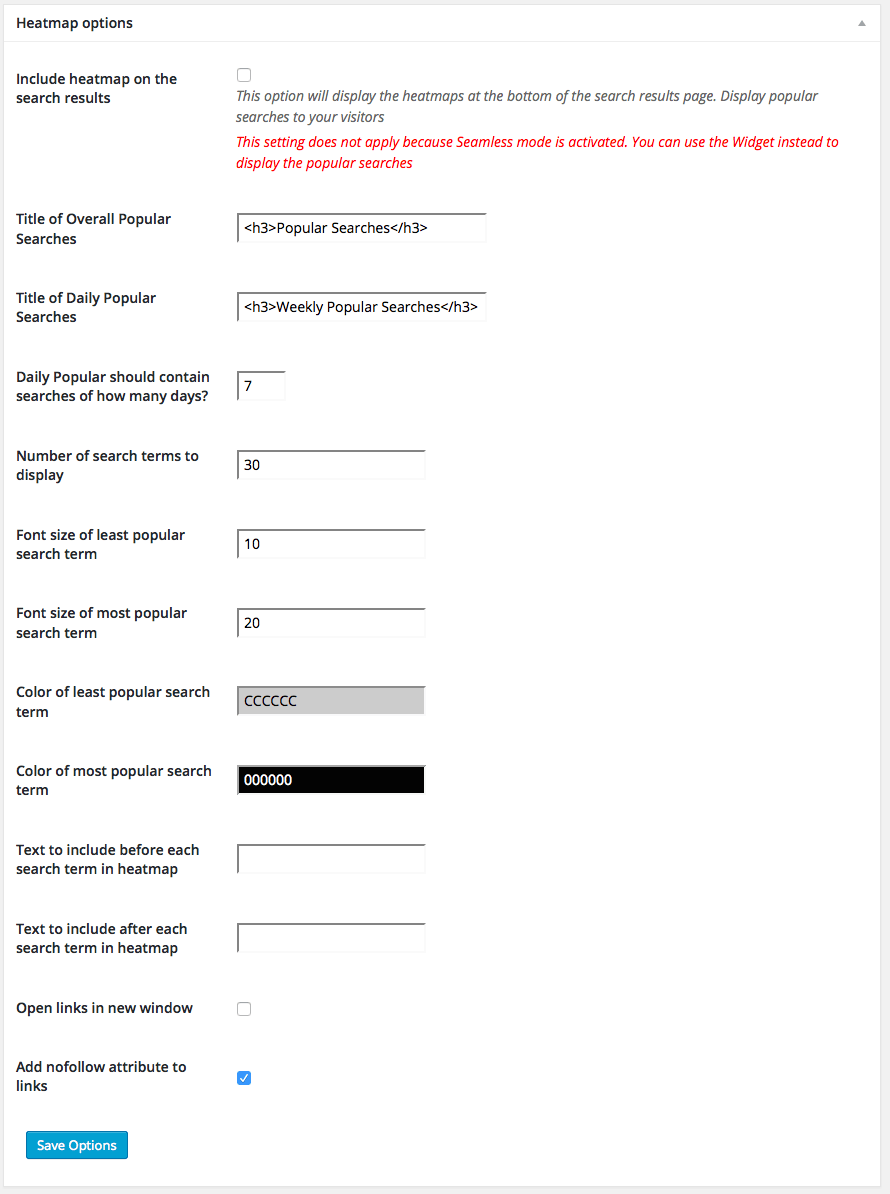 Heatmap options
Include heatmap on the
search results
This option will display the heatmaps at the bottom of the search results page. Display popular
searches to your visitors
This setting does not apply because Seamless mode is activated. You can use the Widget instead to
display the popular searches
Title of Overall Popular
Searches
<h3>Popular Searches</h3>
Title of Daily Popular
Searches
<h3>Weekly Popular Searches</h3>
Daily Popular should contain
searches of how many days?
7
Number of search terms to
display
30
Font size of least popular
search term
10
Font size of most popular
search term
20
Color of least popular search
term
CCCCCC
Color of most popular search
term
000000
Text to include before each
search term in heatmap
Text to include after each
search term in heatmap
Open links in new window
Add nofollow attribute to
links
Save Options